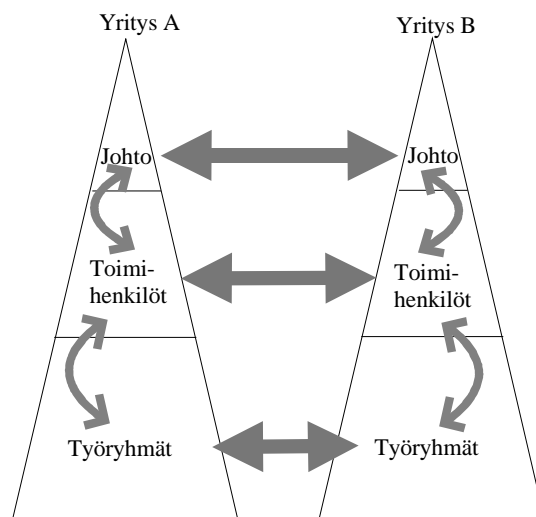 Yritys A
Yritys B
Johto
Johto
Toimi-
henkilöt
Toimi-
henkilöt
Työryhmät
Työryhmät